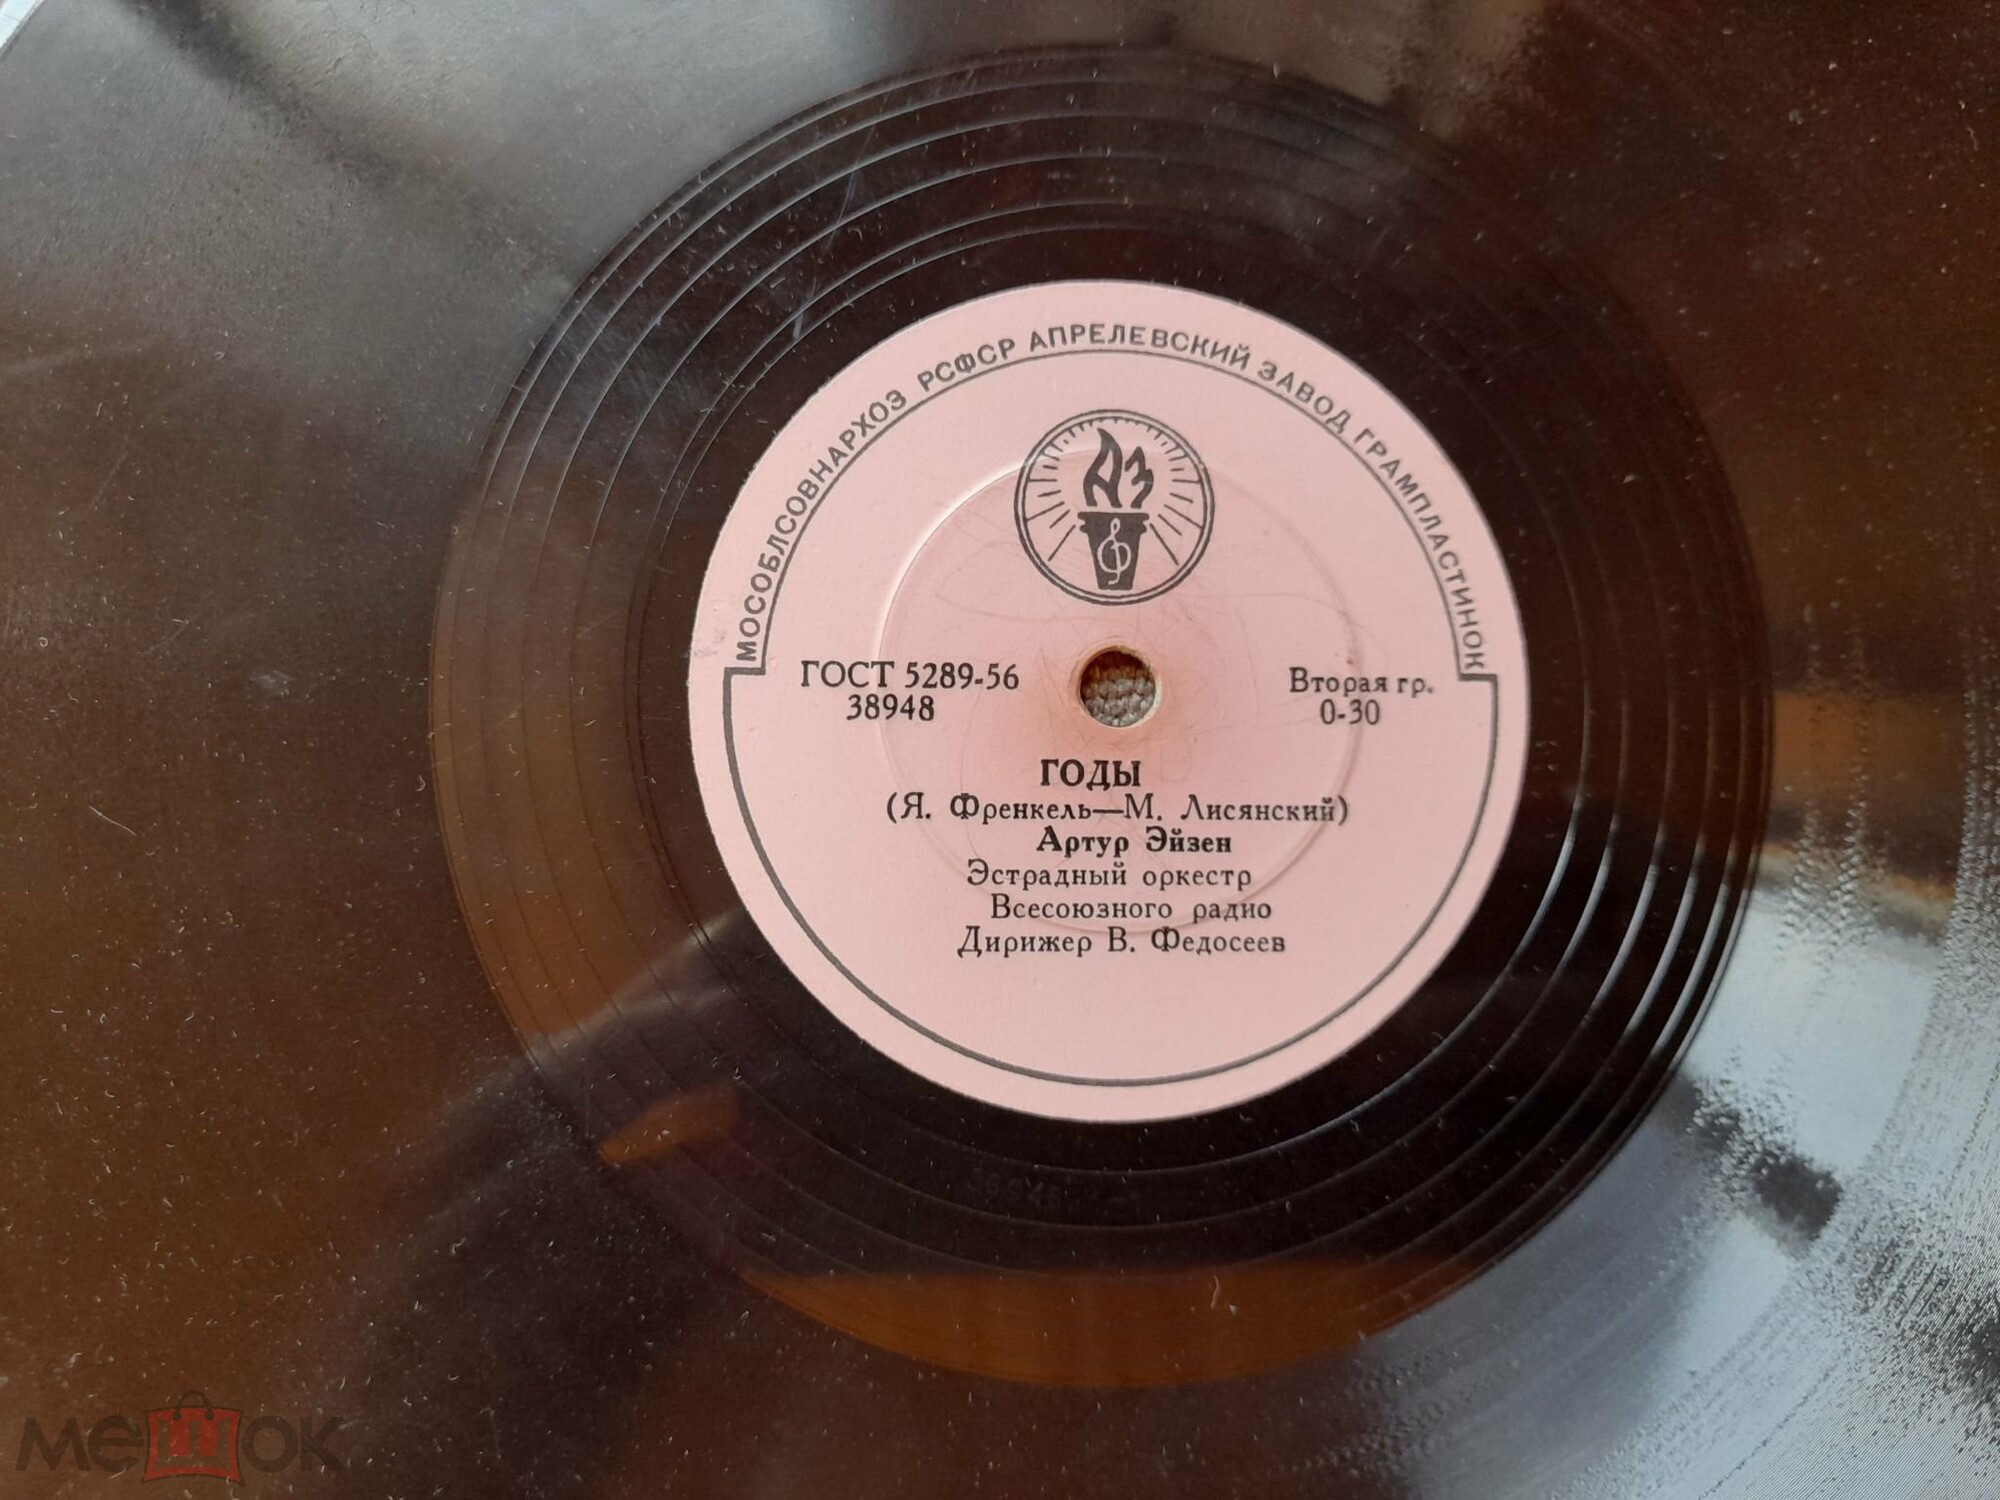 МОСОБЛСОВНАРХОЗ РСФСР АПРЕЛЕВСКИЙ ЗАВОД ГРАМПЛАСТИНОК
АЗ
ГОСТ 5289-56
38948
Вторая гр.
0-30
ГОДЫ
(Я. Френкель—М. Лисянский)
Артур Эйзен
Эстрадный оркестр
Всесоюзного радио
Дирижер В. Федосеев
мешок